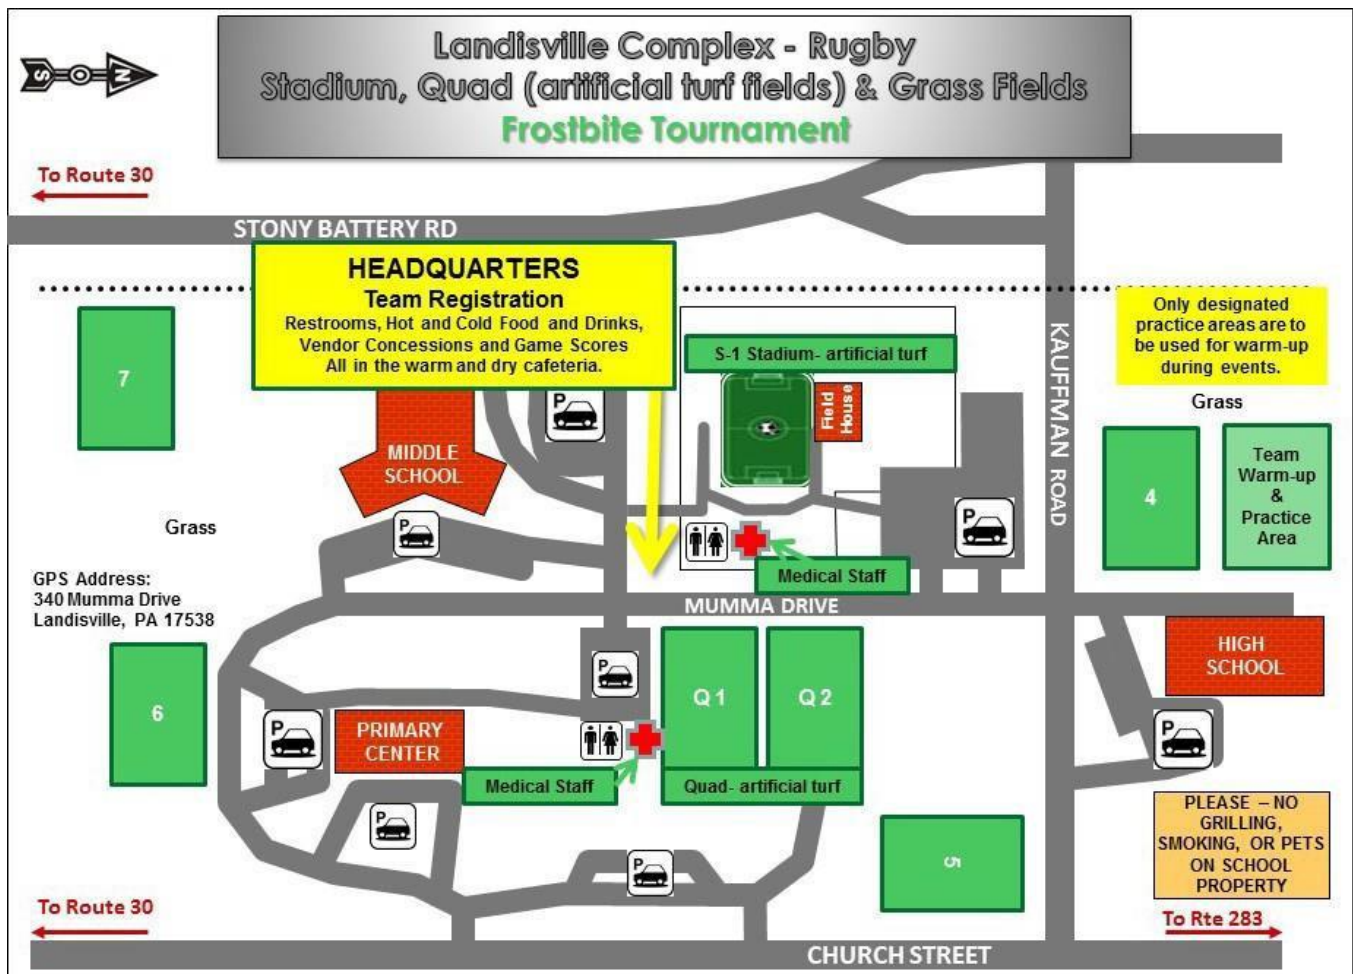 Landisville Complex - Rugby
Stadium, Quad (artificial turf fields) & Grass Fields
Frostbite Tournament
S O N
To Route 30
STONY BATTERY RD
HEADQUARTERS
Team Registration
Restrooms, Hot and Cold Food and Drinks,
Vendor Concessions and Game Scores
All in the warm and dry cafeteria.
Only designated
practice areas are to
be used for warm-up
during events.
S-1 Stadium- artificial turf
7
P
Field
House
KAUFFMAN ROAD
Grass
4
Team
Warm-up
&
Practice
Area
MIDDLE
SCHOOL
P
P
Grass
Medical Staff
GPS Address:
340 Mumma Drive
Landisville, PA 17538
MUMMA DRIVE
HIGH
SCHOOL
6
P
Q 1
Q 2
P
PRIMARY
CENTER
P
Medical Staff
Quad- artificial turf
P
P
5
PLEASE – NO
GRILLING,
SMOKING, OR PETS
ON SCHOOL
PROPERTY
To Route 30
To Rte 283
CHURCH STREET